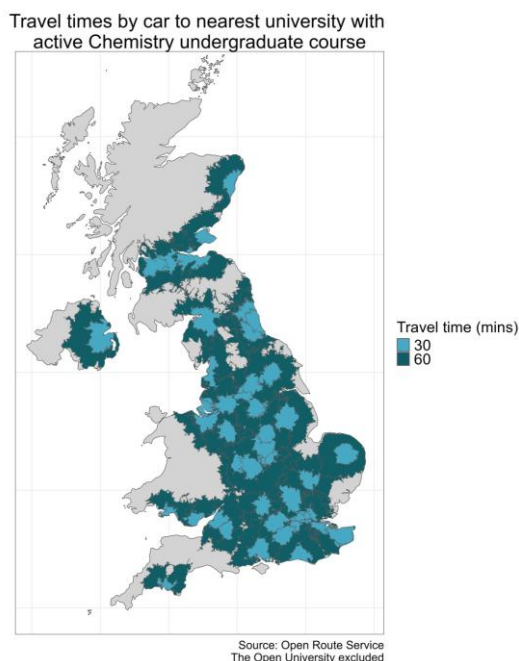 Travel times by car to nearest university with
active Chemistry undergraduate course
Travel time (mins)
30
60
Source: Open Route Service
The Open University excluded